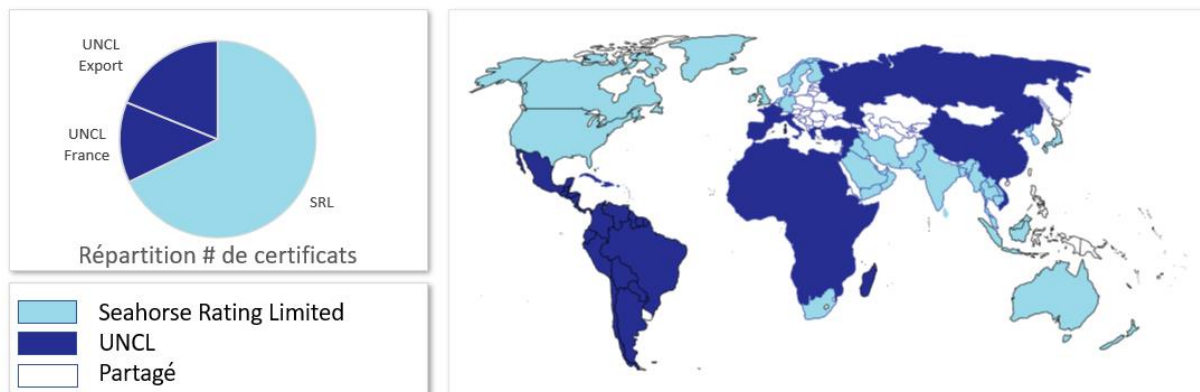 UNCL
Export
UNCL
France
SRL
Répartition # de certificats
Seahorse Rating Limited
UNCL
Partagé